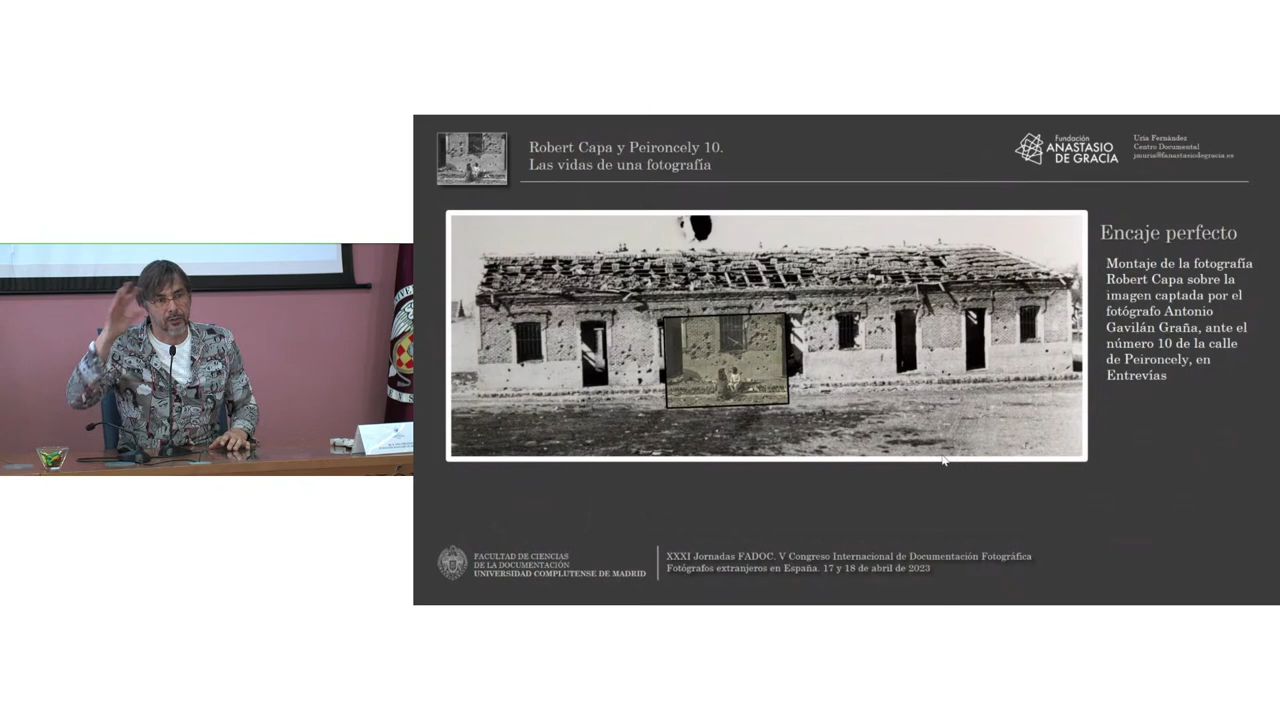 Robert Capa y Peironcely 10.
Las vidas de una fotografía
Fundación
ANASTASIO
DE GRACIA
Uría Fernández
Centro Documental
jmuria@fanastasiodegracia.es
Encaje perfecto
Montaje de la fotografía
Robert Capa sobre la
imagen captada por el
fotógrafo Antonio
Gavilán Graña, ante el
número 10 de la calle
de Peironcely, en
Entrevías
FACULTAD DE CIENCIAS
DE LA DOCUMENTACIÓN
UNIVERSIDAD COMPLUTENSE DE MADRID
XXXI Jornadas FADOC. V Congreso Internacional de Documentación Fotográfica
Fotógrafos extranjeros en España. 17 y 18 de abril de 2023